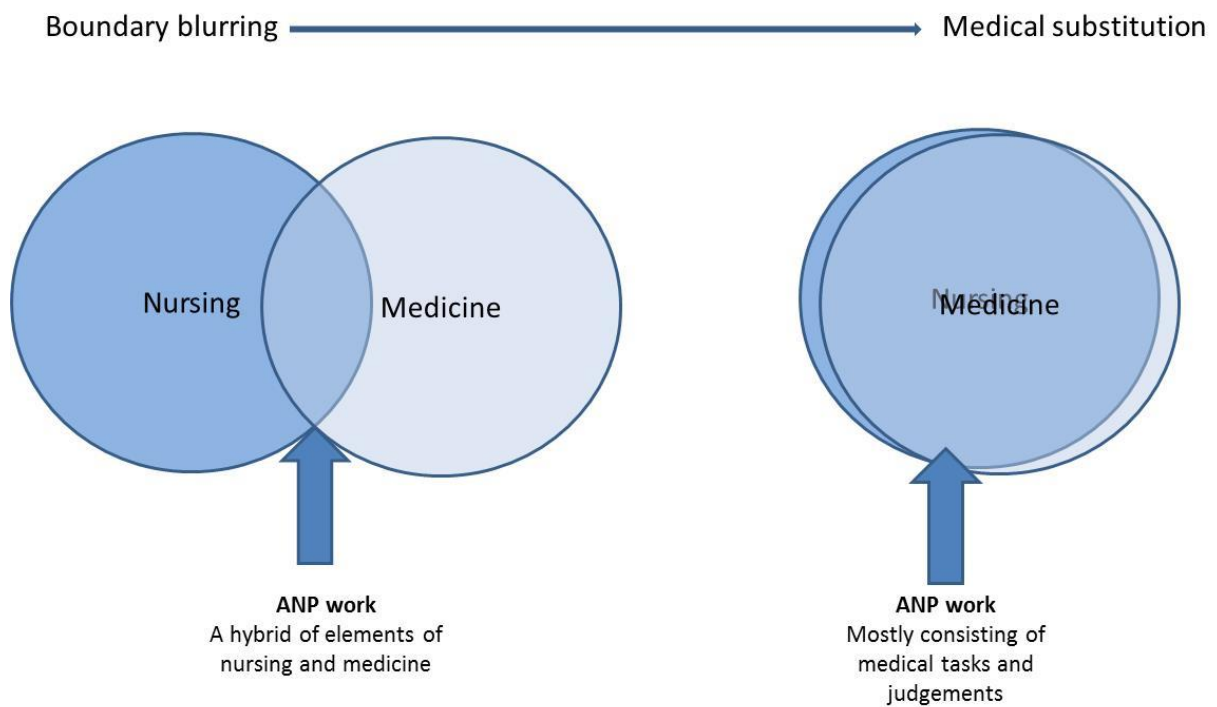 Boundary blurring
Medical substitution
Nursing
Medicine
Nursing
Medicine
ANP work
A hybrid of elements of
nursing and medicine
ANP work
Mostly consisting of
medical tasks and
judgements